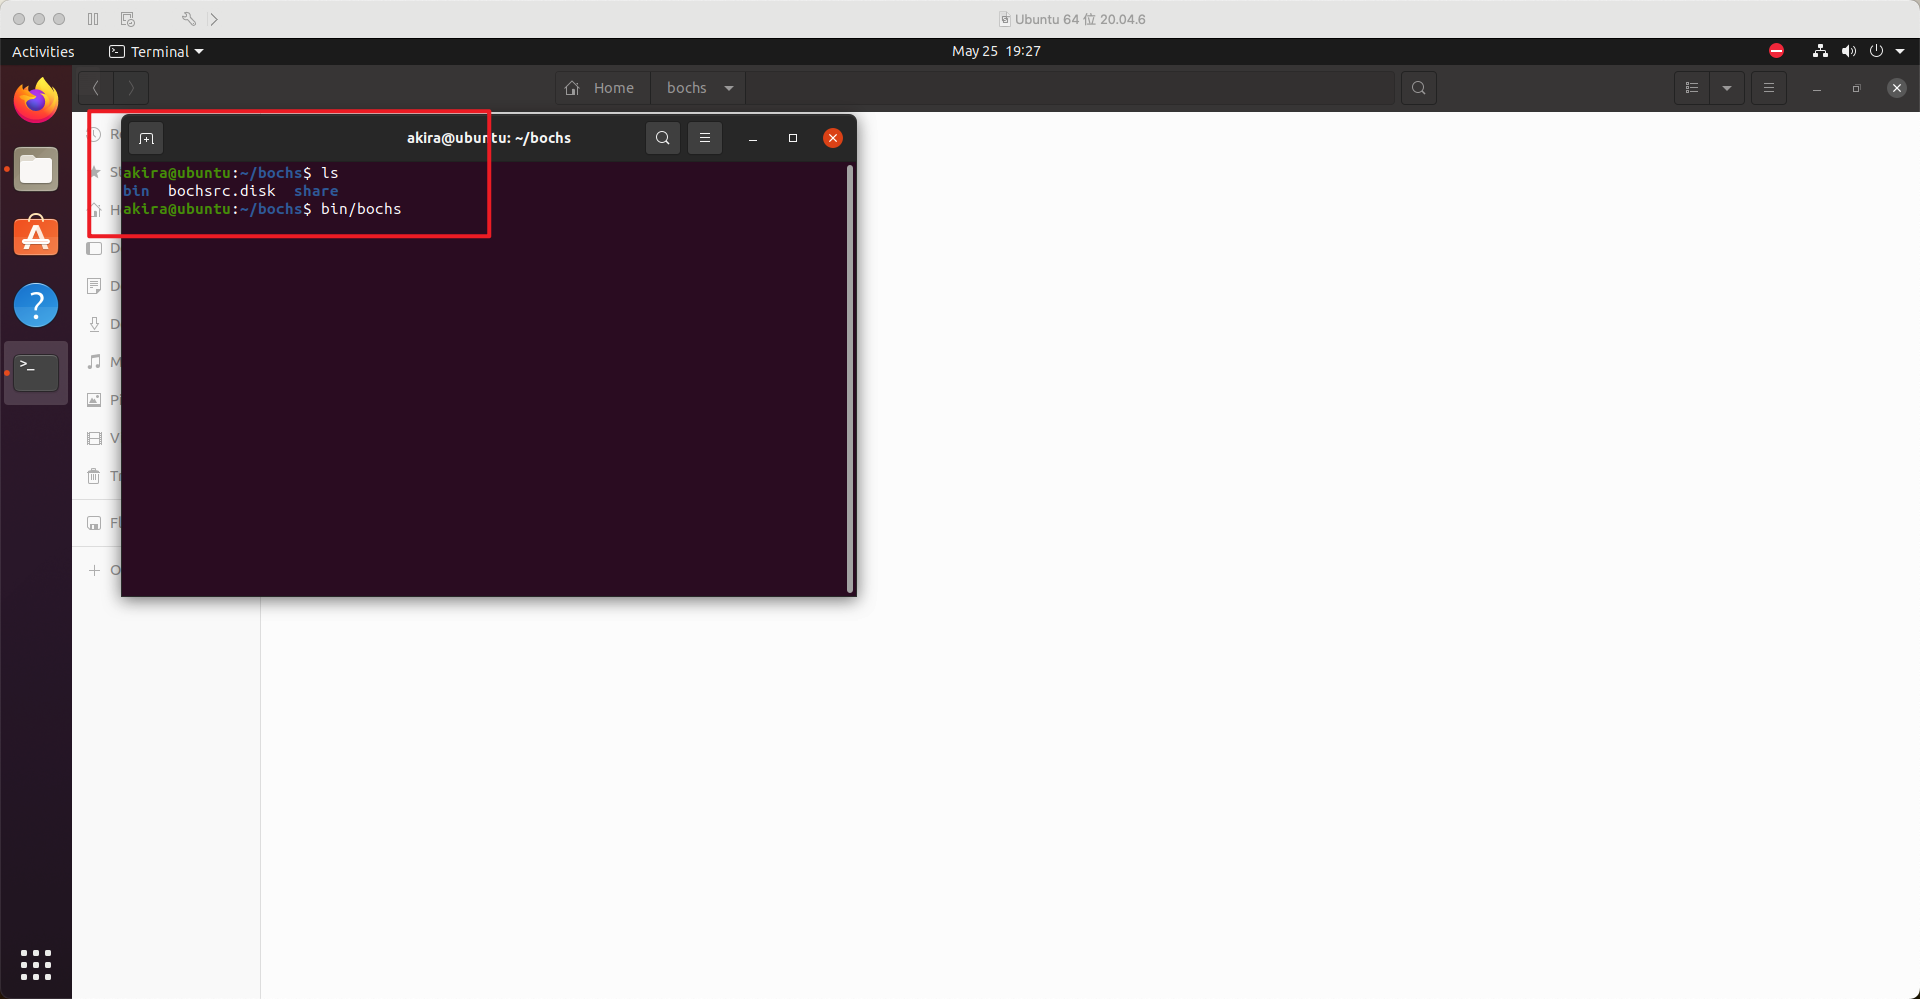 Ubuntu 64 位 20.04.6
Activities
Terminal
May 25 19:27
Home
bochs
akira@ubuntu: ~/bochs
akira@ubuntu:~/bochs$ ls
bin bochsrc.disk share
akira@ubuntu:~/bochs$ bin/bochs